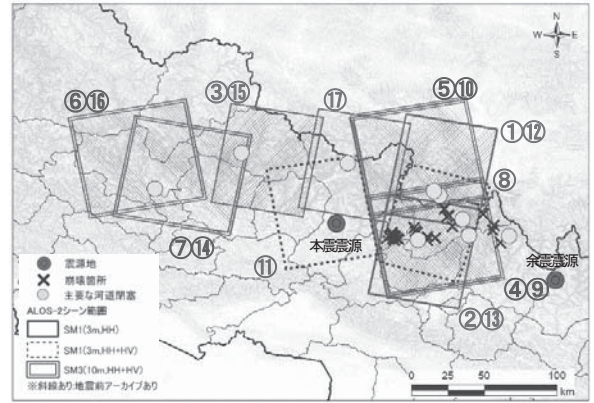 N
W E
S
⑤⑩
③⑮
⑥⑯
⑰
①⑫
⑧
本震震源
余震震源
⑦⑭
⑪
④⑨
②⑬
震源地
崩壊箇所
主要な河道閉塞
ALOS-2シーン範囲
SM1(3m,HH)
SM1(3m,HH+HV)
SM3(10m,HH+HV)
※斜線あり:地震前アーカイブあり
0 25 50 100
km